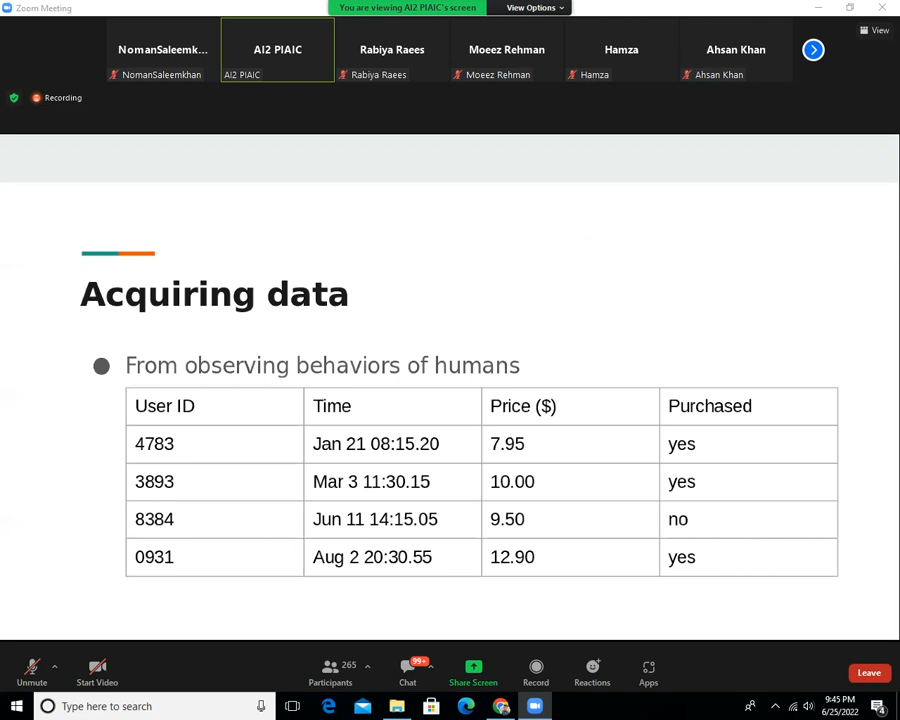 Zoom Meeting
You are viewing AI2 PIAIC's screen
View Options
View
NomanSaleemk...
AI2 PIAIC
Rabiya Raees
Moeez Rehman
Hamza
Ahsan Khan
NomanSaleemkhan
AI2 PIAIC
Rabiya Raees
Moeez Rehman
Hamza
Ahsan Khan
Recording
Acquiring data
From observing behaviors of humans
User ID Time Price ($) Purchased
4783 Jan 21 08:15.20 7.95 yes
3893 Mar 3 11:30.15 10.00 yes
8384 Jun 11 14:15.05 9.50 no
0931 Aug 2 20:30.55 12.90 yes
265
99+
Unmute
Start Video
Participants
Chat
Share Screen
Record
Reactions
Apps
Leave
Type here to search
9:45 PM
6/25/2022
4